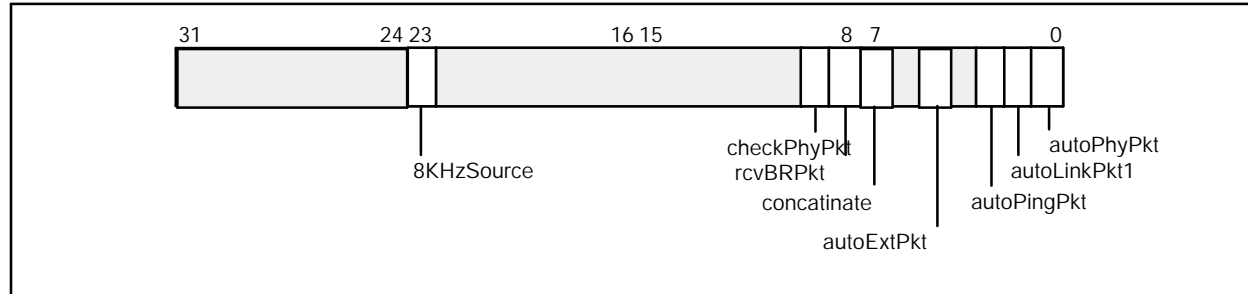 31 24 23 16 15 8 7 0
checkPhyPkt autoPhyPkt
8KHzSource rcvBRPkt autoLinkPkt1
concatinate autoPingPkt
autoExtPkt